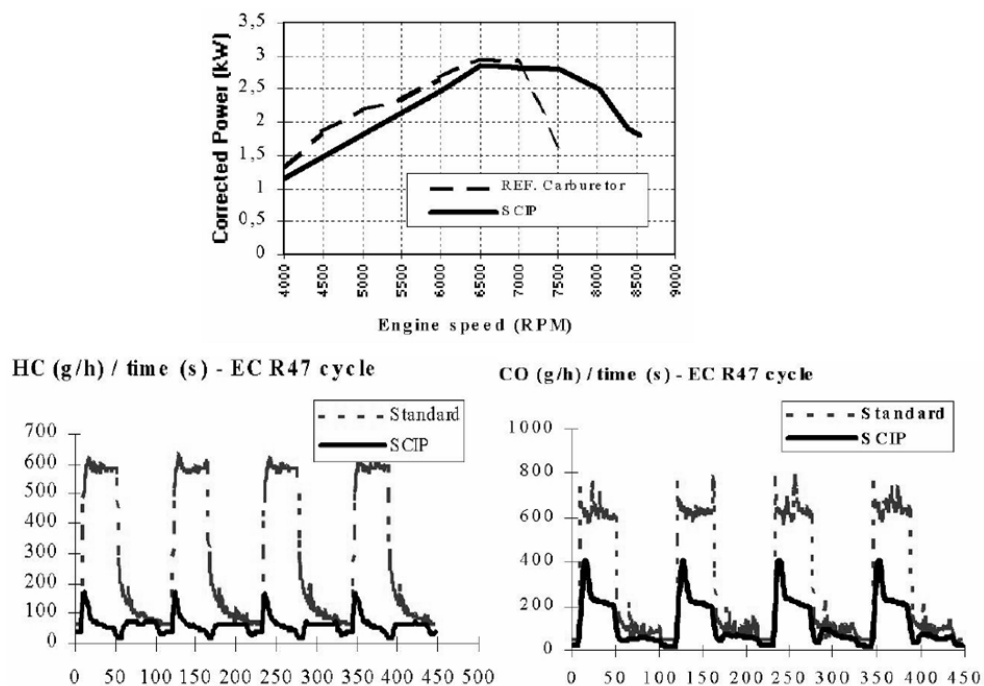 Corrected Power (kW)
3,5
3
2,5
2
1,5
1
0,5
0
REF. Carburetor
SCIP
4000 4500 5000 5500 6000 6500 7000 7500 8000 8500 9000
Engine speed (RPM)
HC (g/h) / time (s) - EC R47 cycle
Standard
SCIP
700
600
500
400
300
200
100
0
0 50 100 150 200 250 300 350 400 450 500
CO (g/h) / time (s) - EC R47 cycle
Standard
SCIP
1000
800
600
400
200
0
0 50 100 150 200 250 300 350 400 450